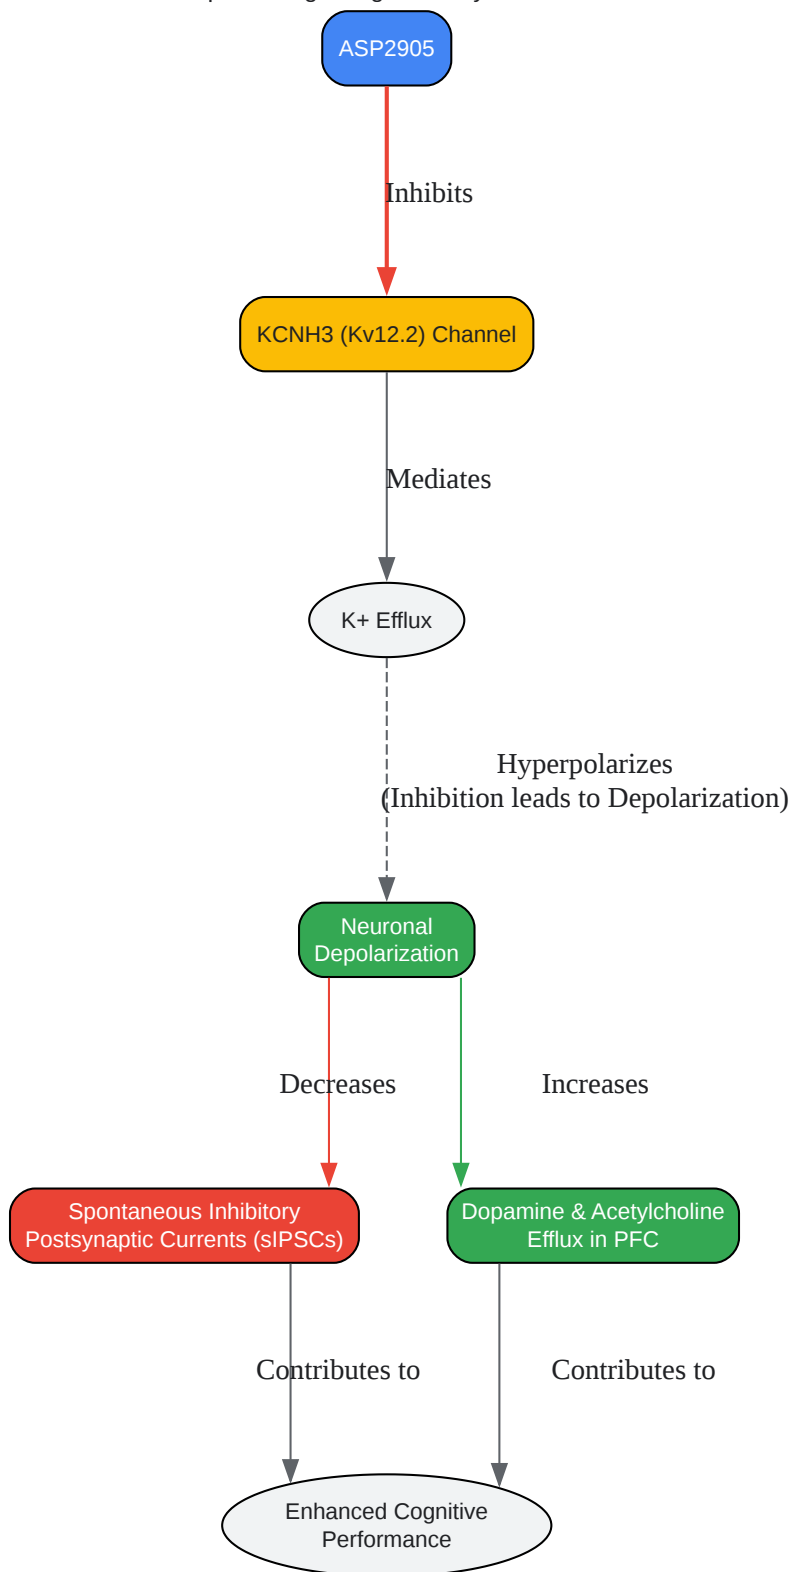 ASP2905
Inhibits
KCNH3 (Kv12.2) Channel
Mediates
K+ Efflux
Hyperpolarizes
(Inhibition leads to Depolarization)
Neuronal
Depolarization
Decreases
Increases
Spontaneous Inhibitory
Postsynaptic Currents (sIPSCs)
Dopamine & Acetylcholine
Efflux in PFC
Contributes to
Contributes to
Enhanced Cognitive
Performance